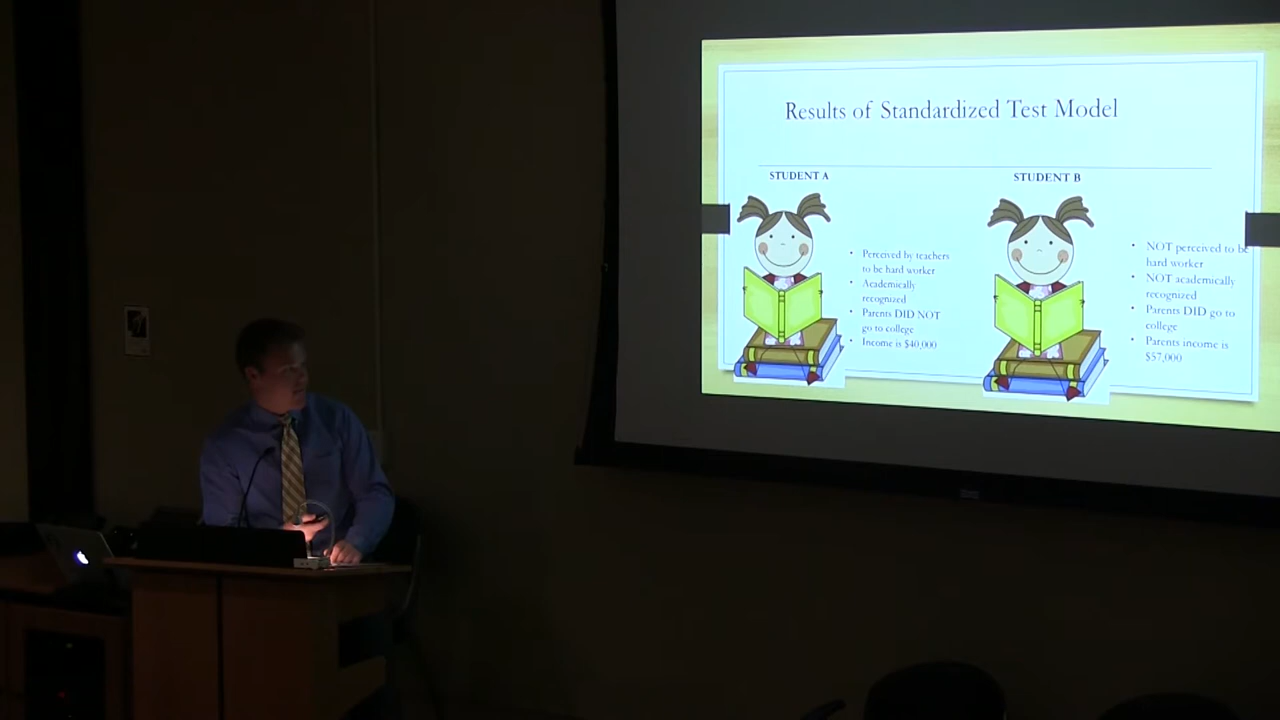 Results of Standardized Test Model
STUDENT A
Perceived by teachers
to be hard worker
Academically
recognized
Parents DID NOT
go to college
Income is $40,000
STUDENT B
NOT perceived to be
hard worker
NOT academically
recognized
Parents DID go to
college
Parents income is
$57,000